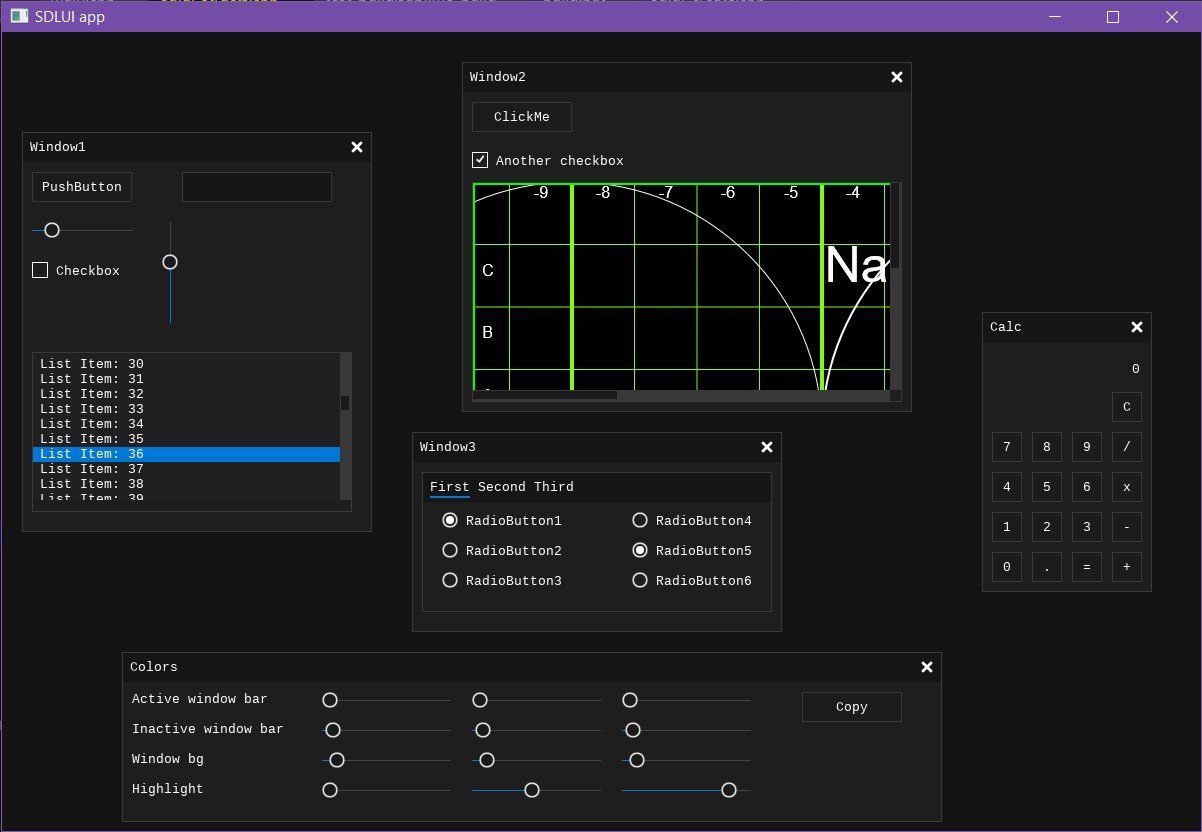 SDLUI app
Window1
PushButton
Checkbox
List Item: 30
List Item: 31
List Item: 32
List Item: 33
List Item: 34
List Item: 35
List Item: 36
List Item: 37
List Item: 38
List Item: 39
Window2
ClickMe
Another checkbox
-9 -8 -7 -6 -5 -4
Na
C
B
Window3
First Second Third
RadioButton1 RadioButton4
RadioButton2 RadioButton5
RadioButton3 RadioButton6
Calc
0
C
7 8 9 /
4 5 6 x
1 2 3 -
0 . = +
Colors
Active window bar
Copy
Inactive window bar
Window bg
Highlight